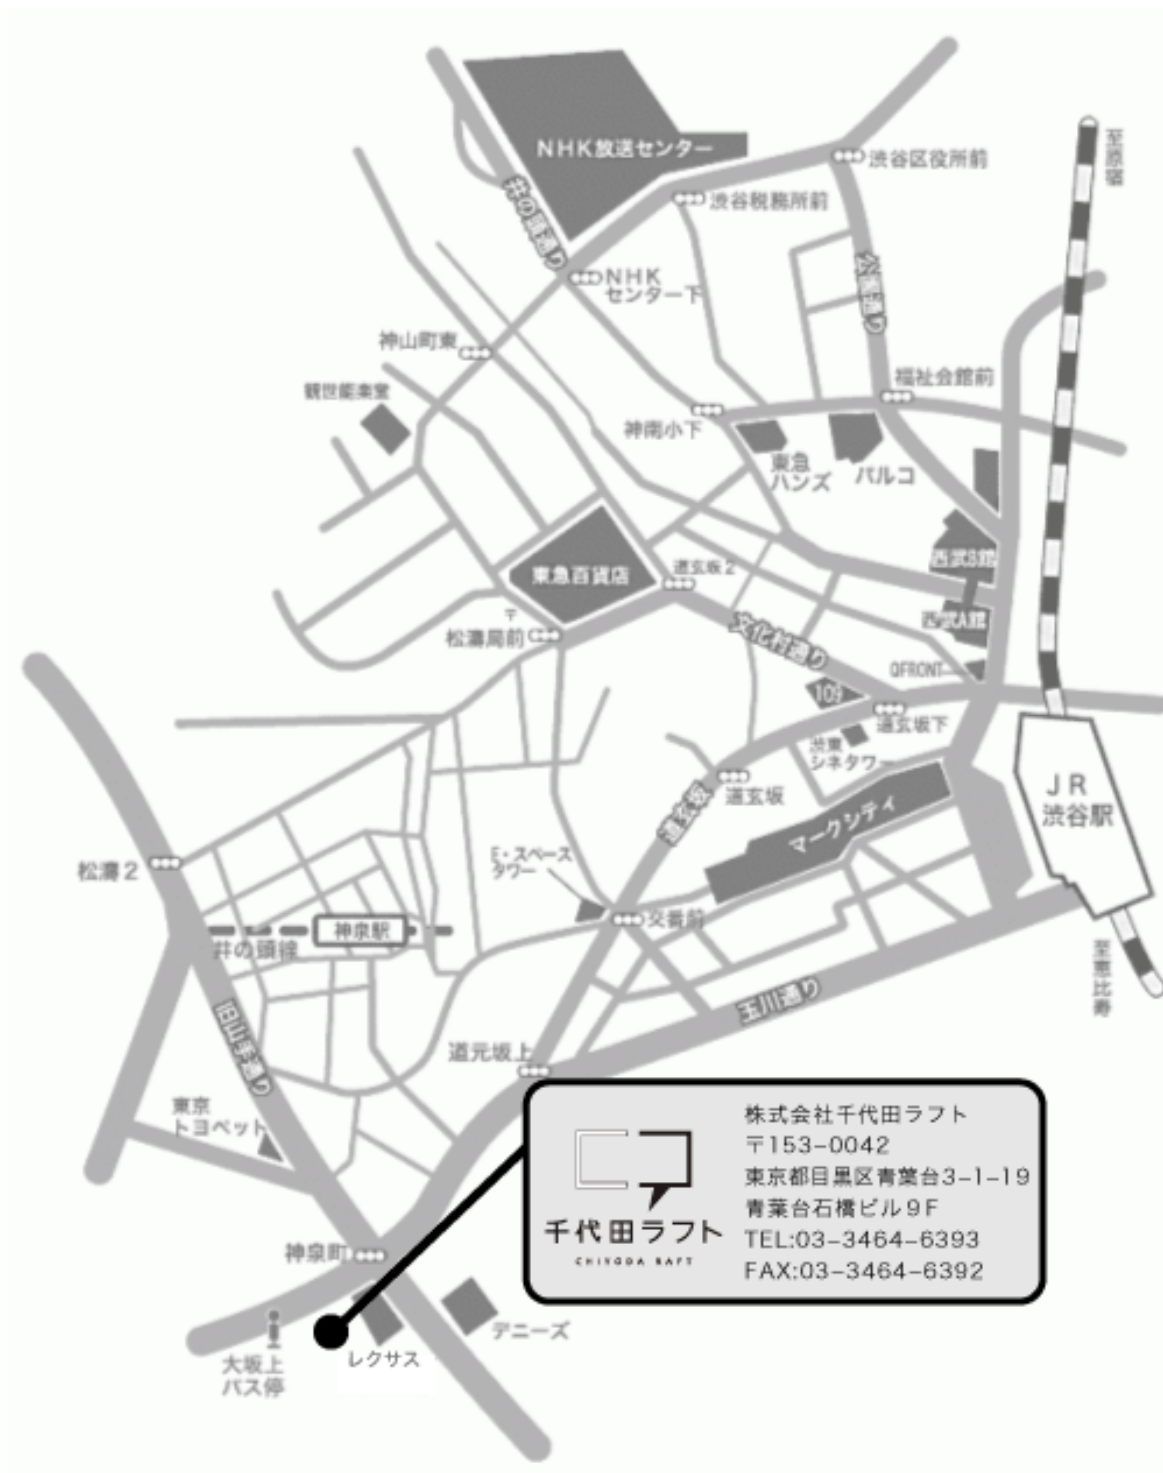 NHK放送センター
渋谷区役所前
至原宿
井の頭通り
渋谷税務所前
公園通り
NHK
センター下
神山町東
福祉会館前
観世能楽堂
神南小下
東急
ハンズ
パルコ
西武B館
東急百貨店
道玄坂2
西武A館
〒
松濤局前
文化村通り
QFRONT
109
道玄坂下
渋東
シネタワー
JR
渋谷駅
道玄坂
道玄坂
マークシティ
E・スペース
タワー
松濤2
交番前
神泉駅
井の頭線
至恵比寿
玉川通り
旧山手通り
道元坂上
東京
トヨペット
株式会社千代田ラフト
〒153-0042
東京都目黒区青葉台3-1-19
青葉台石橋ビル9F
TEL:03-3464-6393
FAX:03-3464-6392
千代田ラフト
CHIYODA RAFT
神泉町
デニーズ
レクサス
大坂上
バス停